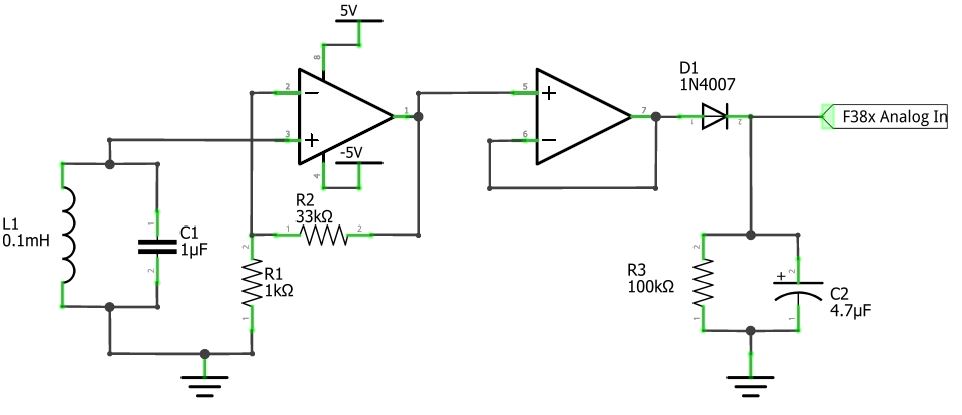 5V
8
2
1
3
-5V
4
R2
33kΩ
1
2
L1
0.1mH
1
C1
1µF
2
2
R1
1kΩ
1
5
7
6
D1
1N4007
1
2
F38x Analog In
2
R3
100kΩ
1
2
C2
4.7µF
1